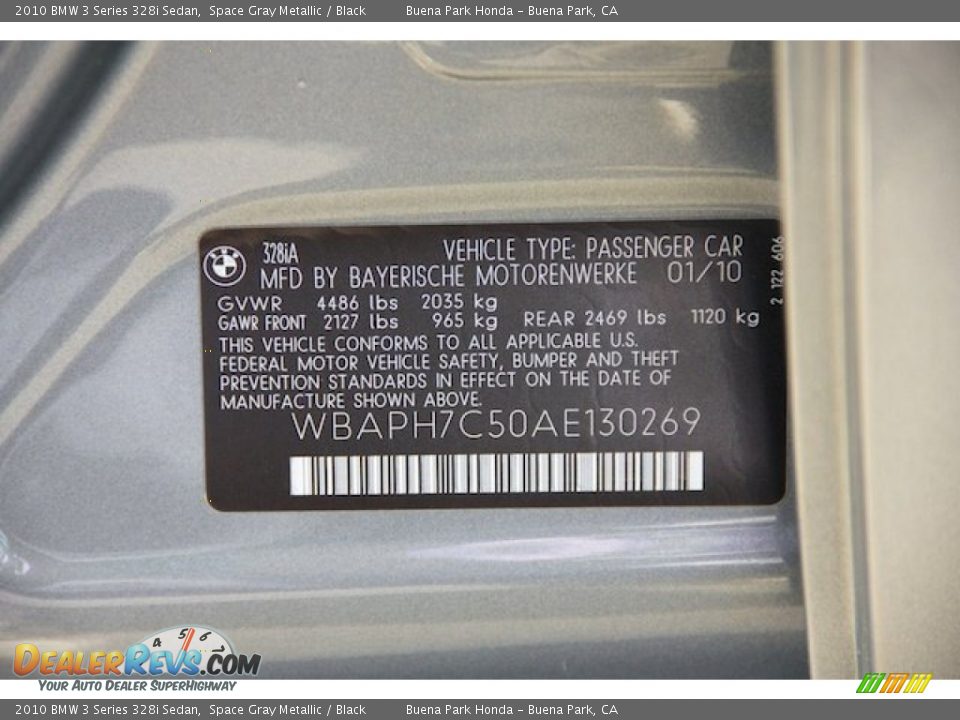 2010 BMW 3 Series 328i Sedan,  Space Gray Metallic / Black  Buena Park Honda - Buena Park, CA
BMW 328iA VEHICLE TYPE: PASSENGER CAR
MFD BY BAYERISCHE MOTORENWERKE 01/10
GVWR 4486 lbs 2035 kg
GAWR FRONT 2127 lbs 965 kg REAR 2469 lbs 1120 kg
THIS VEHICLE CONFORMS TO ALL APPLICABLE U.S.
FEDERAL MOTOR VEHICLE SAFETY, BUMPER AND THEFT
PREVENTION STANDARDS IN EFFECT ON THE DATE OF
MANUFACTURE SHOWN ABOVE.
WBAPH7C50AE130269
2 122 606
4 5 6
DEALERREVS.COM
YOUR AUTO DEALER SUPERHIGHWAY
2010 BMW 3 Series 328i Sedan,  Space Gray Metallic / Black  Buena Park Honda - Buena Park, CA